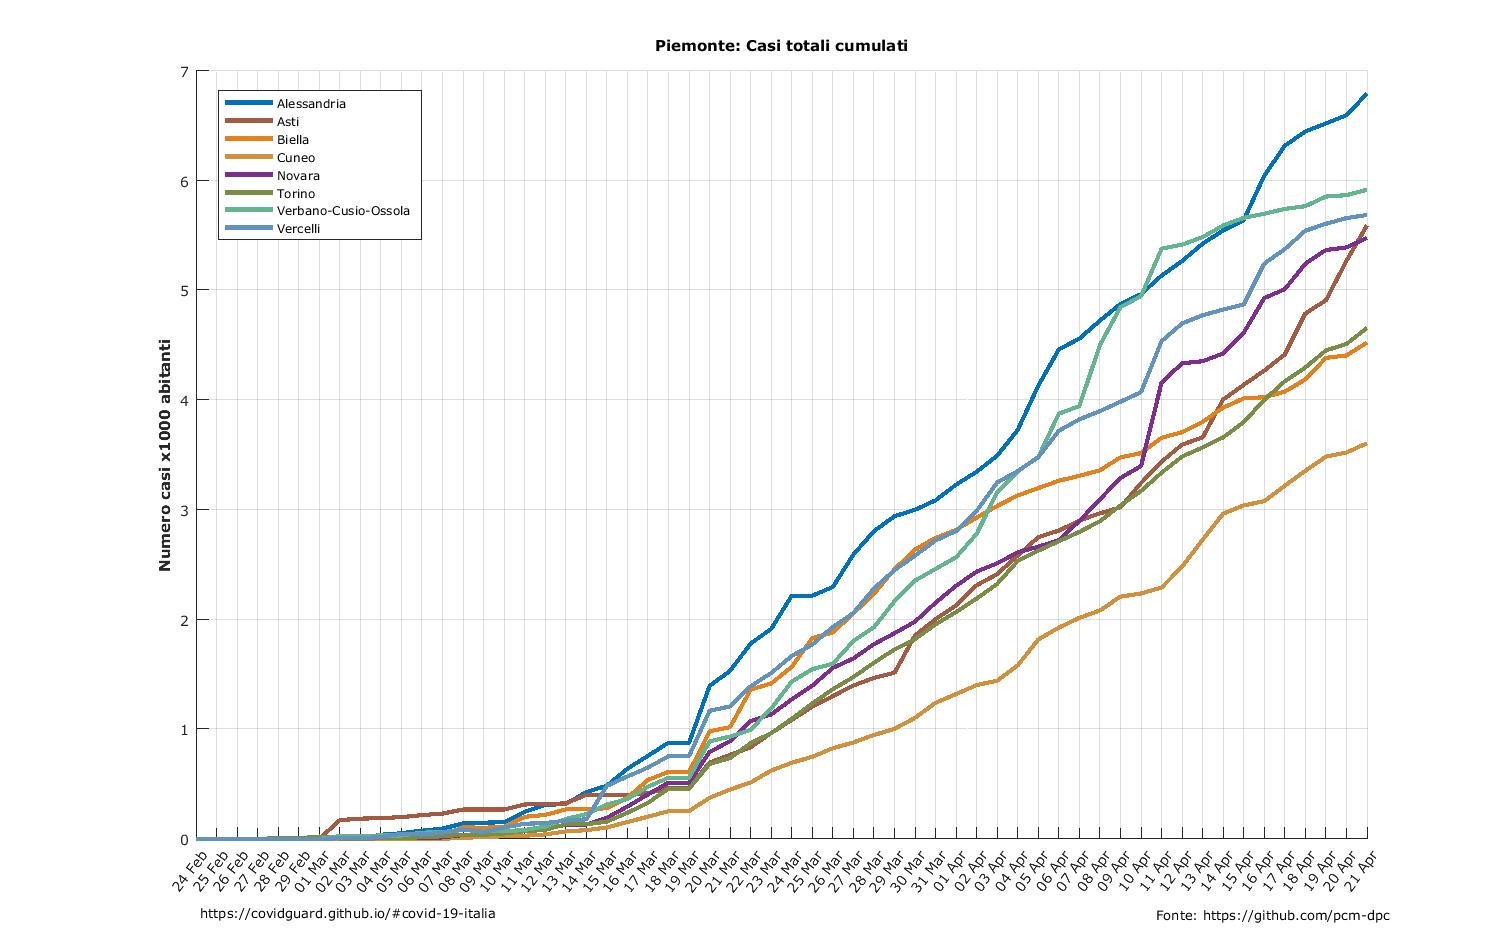 Piemonte: Casi totali cumulati
Numero casi x1000 abitanti
7
6
5
4
3
2
1
0
Alessandria
Asti
Biella
Cuneo
Novara
Torino
Verbano-Cusio-Ossola
Vercelli
24 Feb
25 Feb
26 Feb
27 Feb
28 Feb
29 Feb
01 Mar
02 Mar
03 Mar
04 Mar
05 Mar
06 Mar
07 Mar
08 Mar
09 Mar
10 Mar
11 Mar
12 Mar
13 Mar
14 Mar
15 Mar
16 Mar
17 Mar
18 Mar
19 Mar
20 Mar
21 Mar
22 Mar
23 Mar
24 Mar
25 Mar
26 Mar
27 Mar
28 Mar
29 Mar
30 Mar
31 Mar
01 Apr
02 Apr
03 Apr
04 Apr
05 Apr
06 Apr
07 Apr
08 Apr
09 Apr
10 Apr
11 Apr
12 Apr
13 Apr
14 Apr
15 Apr
16 Apr
17 Apr
18 Apr
19 Apr
20 Apr
21 Apr
https://covidguard.github.io/#covid-19-italia
Fonte: https://github.com/pcm-dpc